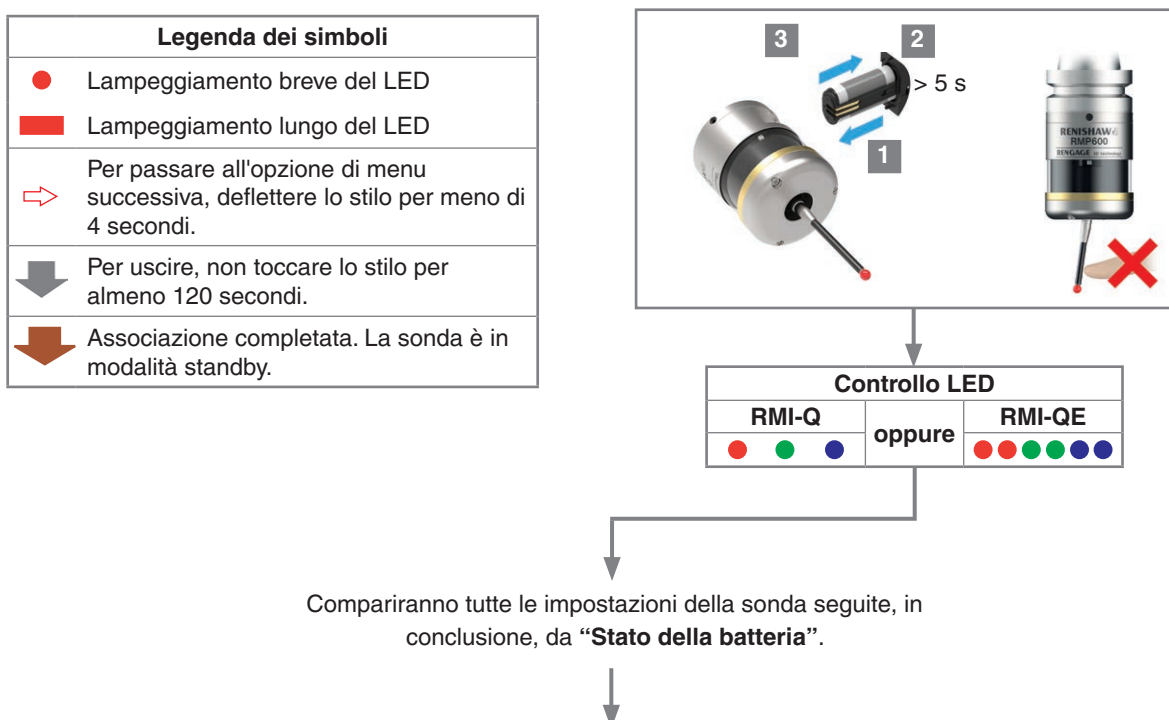 Legenda dei simboli
Lampeggiamento breve del LED
Lampeggiamento lungo del LED
Per passare all'opzione di menu
successiva, deflettere lo stilo per meno di
4 secondi.
Per uscire, non toccare lo stilo per
almeno 120 secondi.
Associazione completata. La sonda è in
modalità standby.
3
2
> 5 s
1
RENISHAW
RMP600
RENGAGE
Controllo LED
RMI-Q
oppure
RMI-QE
Compariranno tutte le impostazioni della sonda seguite, in
conclusione, da “Stato della batteria”.